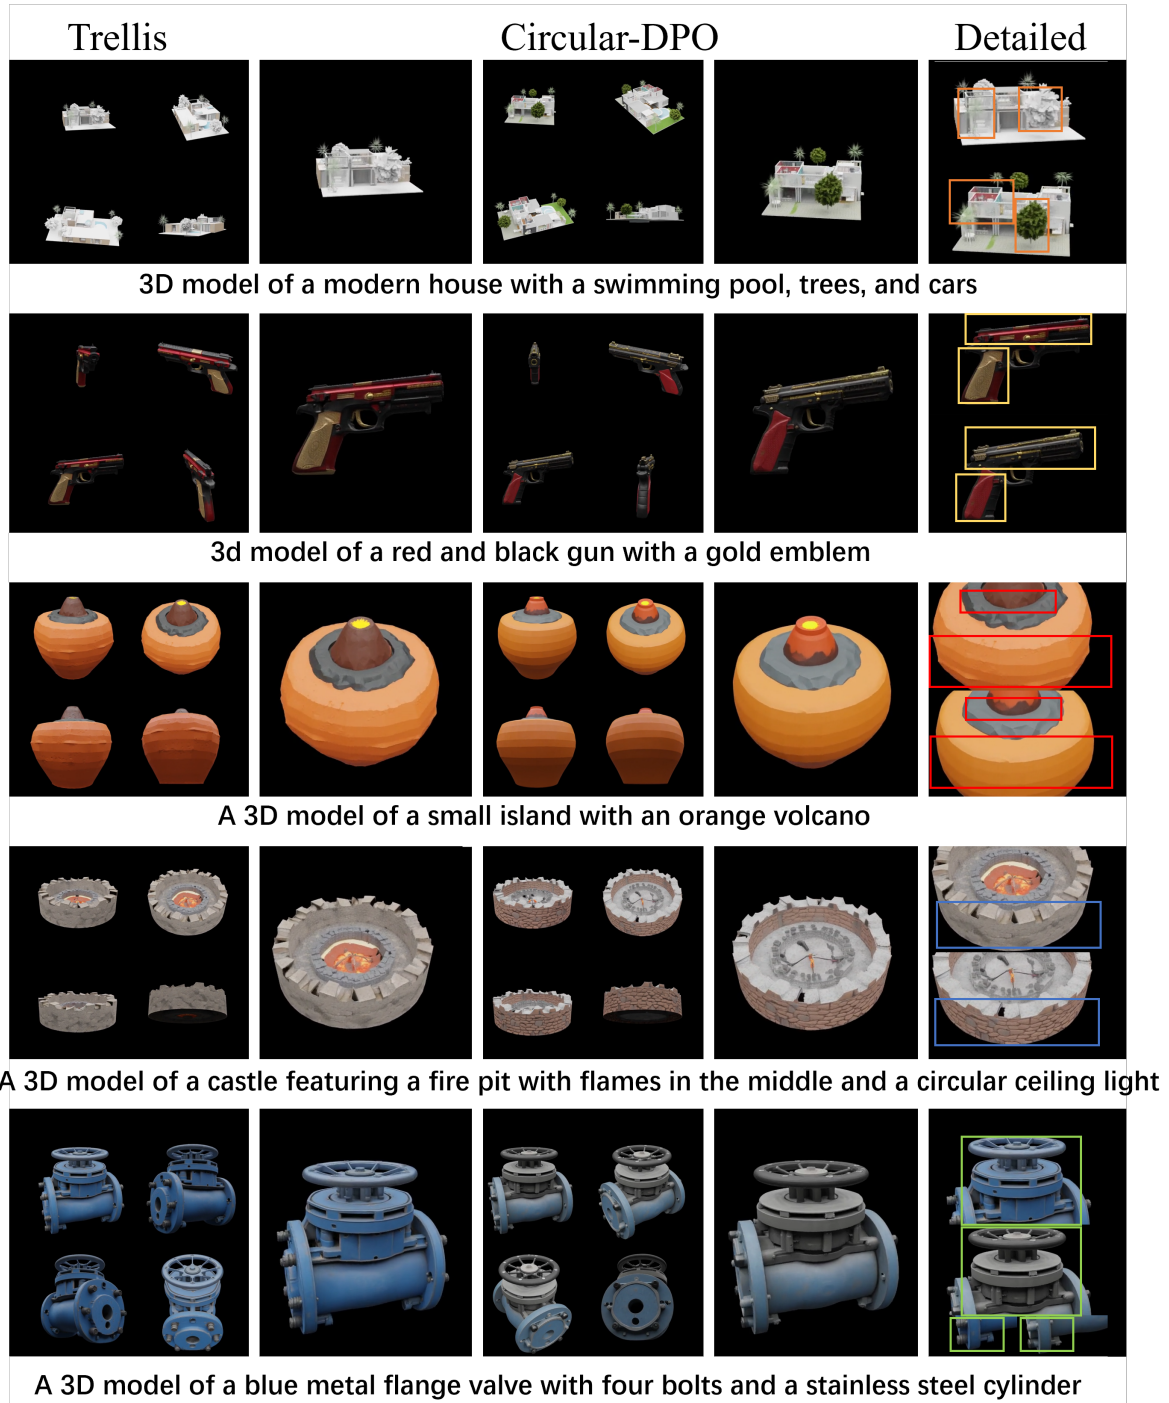 Trellis Circular-DPO Detailed
3D model of a modern house with a swimming pool, trees, and cars
3d model of a red and black gun with a gold emblem
A 3D model of a small island with an orange volcano
A 3D model of a castle featuring a fire pit with flames in the middle and a circular ceiling light
A 3D model of a blue metal flange valve with four bolts and a stainless steel cylinder